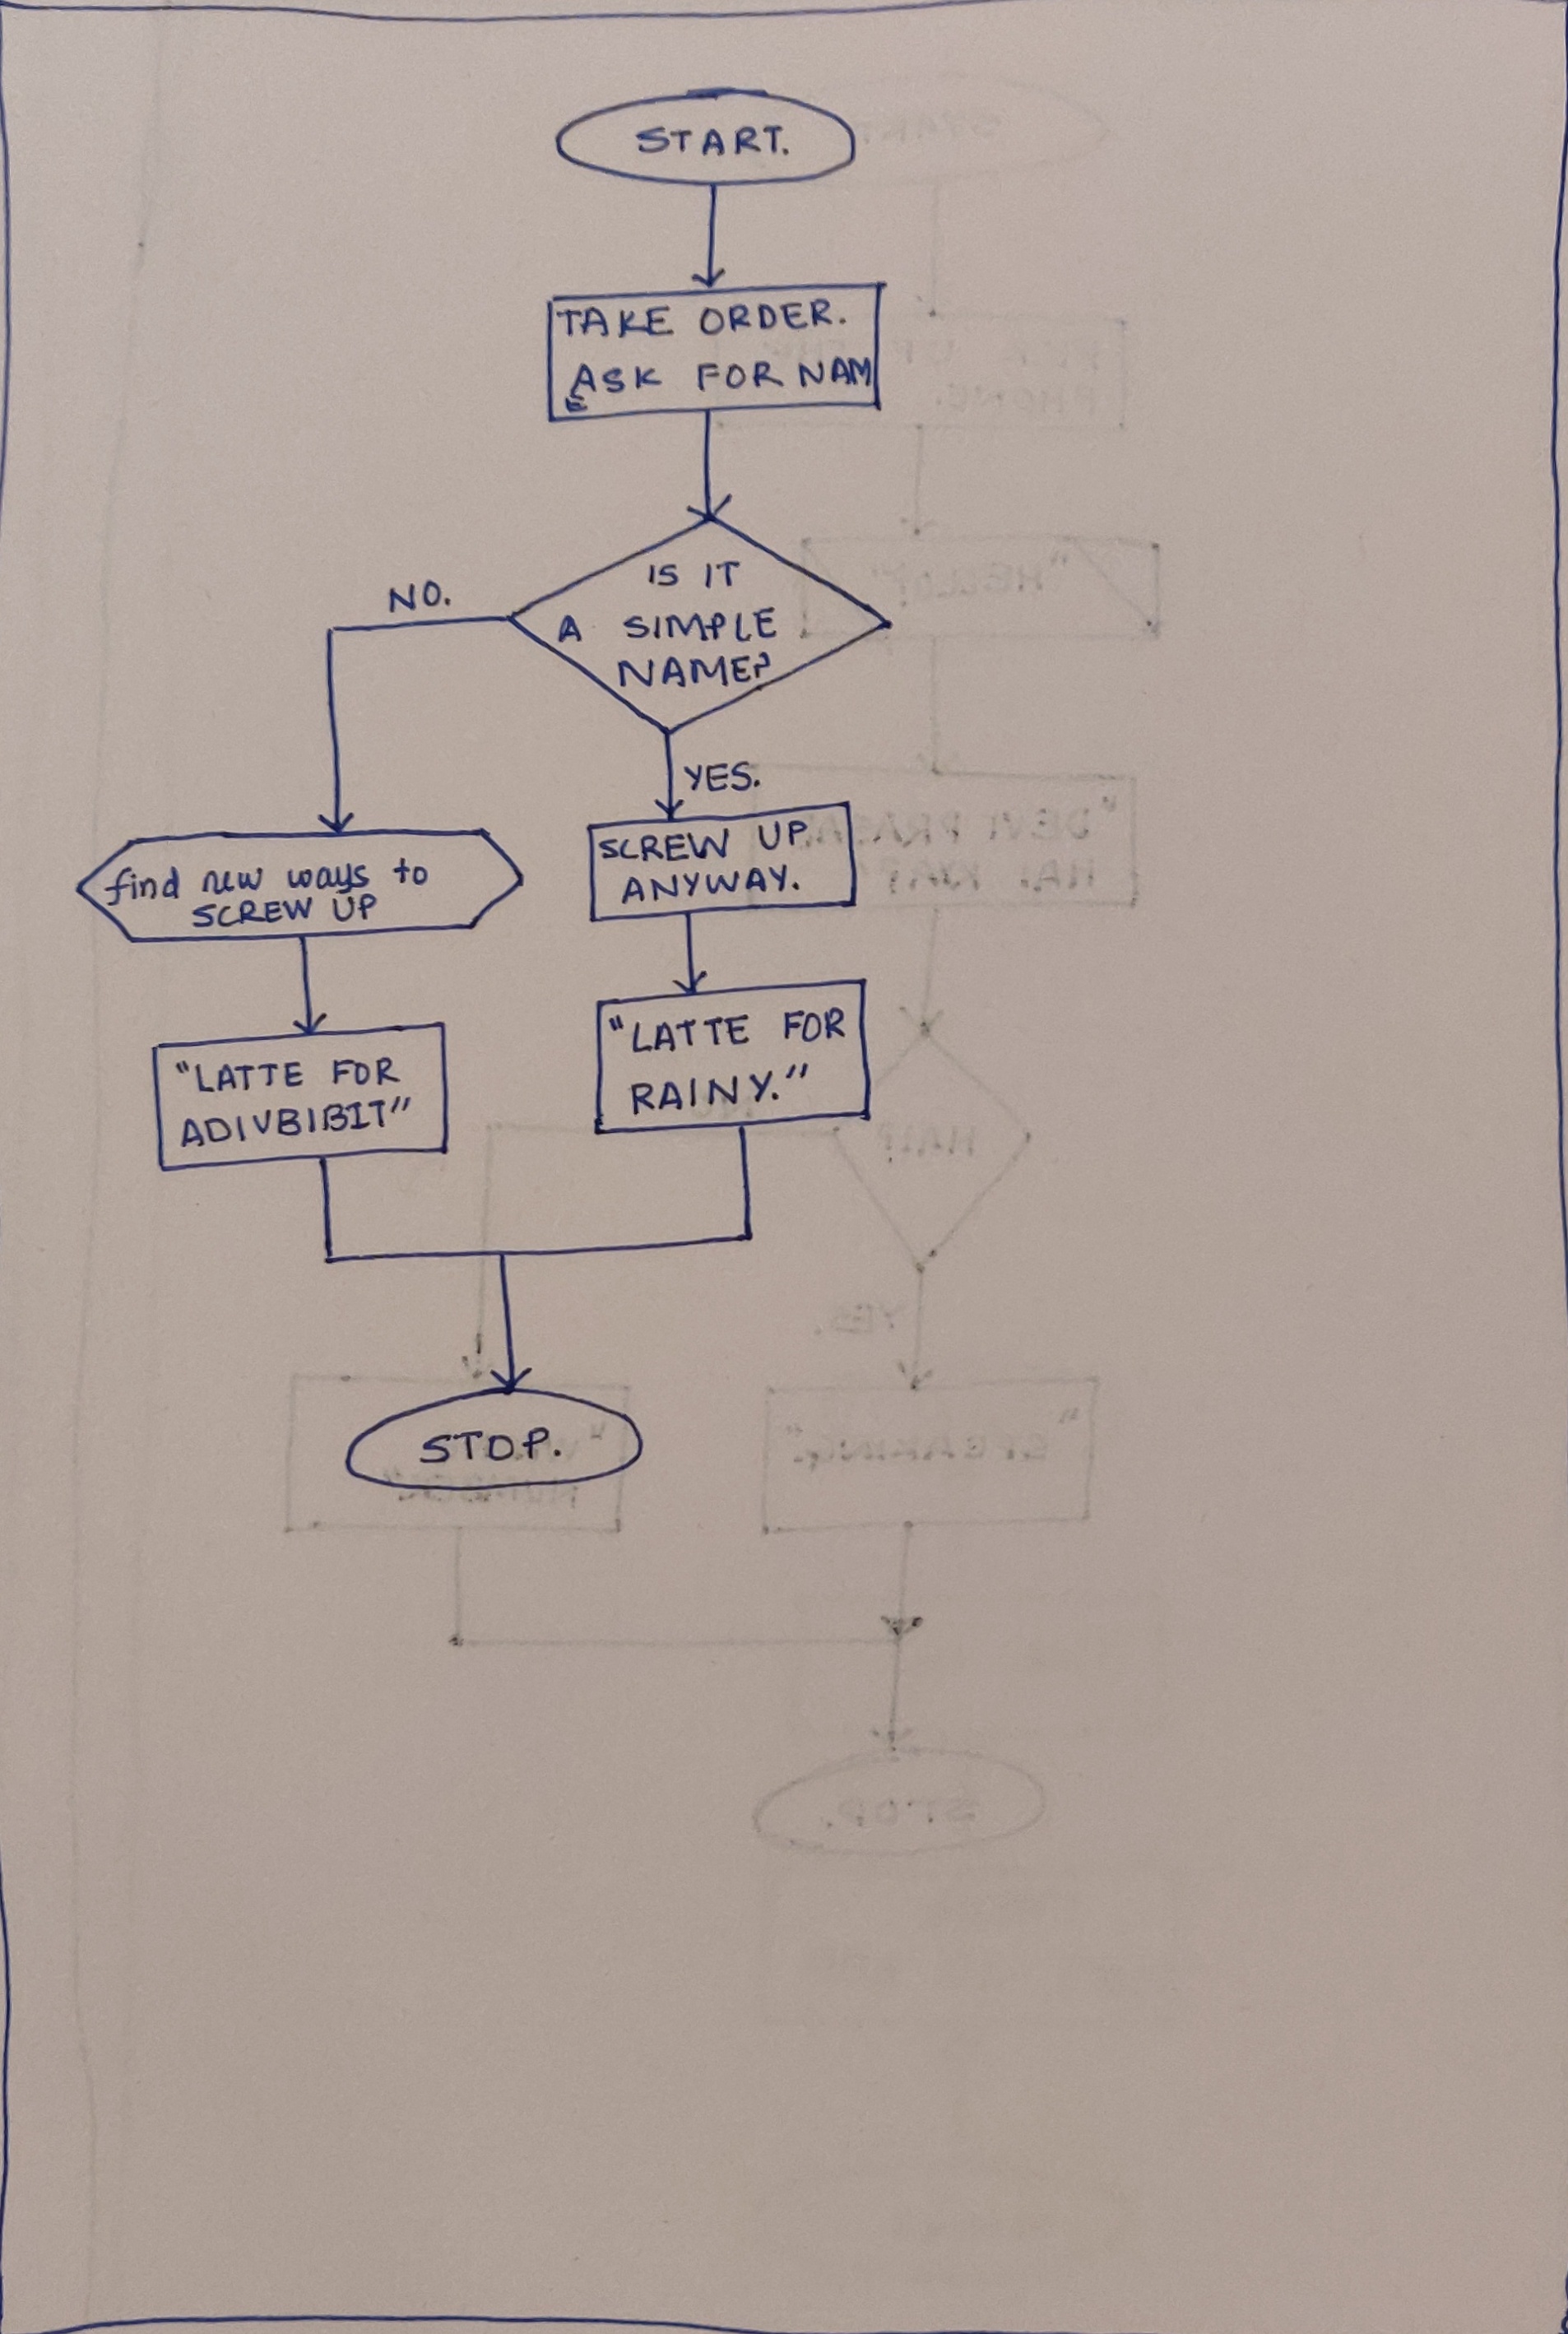 START.
TAKE ORDER.
ASK FOR NAM
E
IS IT
A SIMPLE
NAME?
NO.
YES.
find new ways to
SCREW UP
SCREW UP
ANYWAY.
"LATTE FOR
ADIVBIBIT"
"LATTE FOR
RAINY."
STOP.